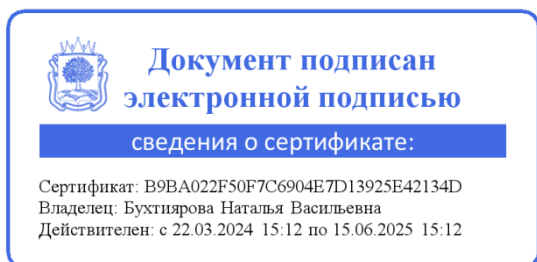 Документ подписан
электронной подписью
сведения о сертификате:
Сертификат: B9BA022F50F7C6904E7D13925E42134D
Владелец: Бухтиярова Наталья Васильевна
Действителен: с 22.03.2024 15:12 по 15.06.2025 15:12